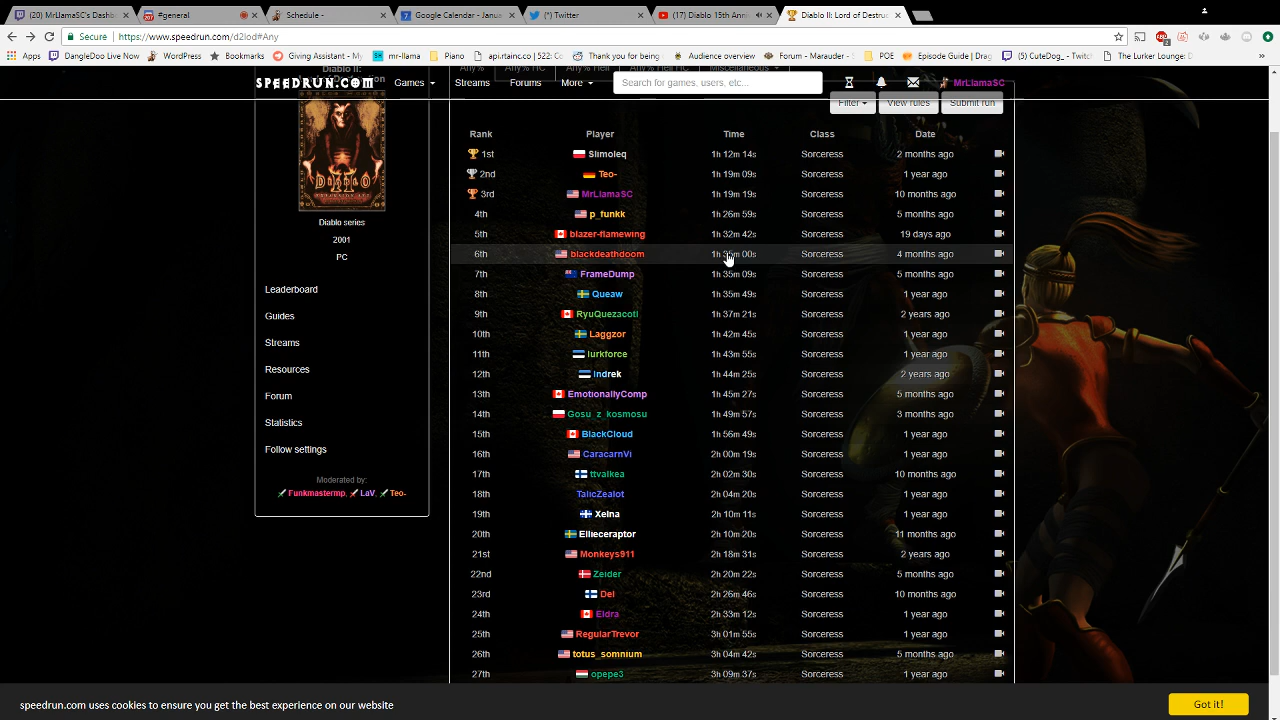 (20) MrLlamaSC's Dashb
#general
Schedule -
Google Calendar - Janua
(*) Twitter
(17) Diablo 15th Anni
Diablo II: Lord of Destruc
Secure | https://www.speedrun.com/d2lod#Any
Apps
DangleDoo Live Now
WordPress
Bookmarks
Giving Assistant - My
mr-llama
Piano
api.rtainc.co | 522: Co
Thank you for being
Audience overview
Forum - Marauder -
POE
Episode Guide | Drag
(5) CuteDog_ - Twitch
The Lurker Lounge:
»
Diablo II:
SPEEDRUN.COM
Games
Streams
Forums
More
Search for games, users, etc...
MrLlamaSC
Filter
View rules
Submit run
Diablo series
2001
PC
Leaderboard
Guides
Streams
Resources
Forum
Statistics
Follow settings
Moderated by:
Funkmastermp, LaV, Teo-
Rank Player Time Class Date
1st Slimoleq 1h 12m 14s Sorceress 2 months ago
2nd Teo- 1h 19m 09s Sorceress 1 year ago
3rd MrLlamaSC 1h 19m 19s Sorceress 10 months ago
4th p_funkk 1h 26m 59s Sorceress 5 months ago
5th blazer-flamewing 1h 32m 42s Sorceress 19 days ago
6th blackdeathdoom 1h 00s Sorceress 4 months ago
7th FrameDump 1h 35m 09s Sorceress 5 months ago
8th Queaw 1h 35m 49s Sorceress 1 year ago
9th RyuQuezacotl 1h 37m 21s Sorceress 2 years ago
10th Laggzor 1h 42m 45s Sorceress 1 year ago
11th lurkforce 1h 43m 55s Sorceress 1 year ago
12th Indrek 1h 44m 25s Sorceress 2 years ago
13th EmotionallyComp 1h 45m 27s Sorceress 5 months ago
14th Gosu_z_kosmosu 1h 49m 57s Sorceress 3 months ago
15th BlackCloud 1h 56m 49s Sorceress 1 year ago
16th CaracarnVi 2h 00m 19s Sorceress 1 year ago
17th ttvalkea 2h 02m 30s Sorceress 10 months ago
18th TalicZealot 2h 04m 20s Sorceress 1 year ago
19th Xelna 2h 10m 11s Sorceress 1 year ago
20th Ellieceraptor 2h 10m 20s Sorceress 11 months ago
21st Monkeys911 2h 18m 31s Sorceress 2 years ago
22nd Zeider 2h 20m 22s Sorceress 5 months ago
23rd Del 2h 26m 46s Sorceress 10 months ago
24th Eldra 2h 33m 12s Sorceress 1 year ago
25th RegularTrevor 3h 01m 55s Sorceress 1 year ago
26th totus_somnium 3h 04m 42s Sorceress 5 months ago
27th opepe3 3h 09m 37s Sorceress 1 year ago
speedrun.com uses cookies to ensure you get the best experience on our website
Got it!